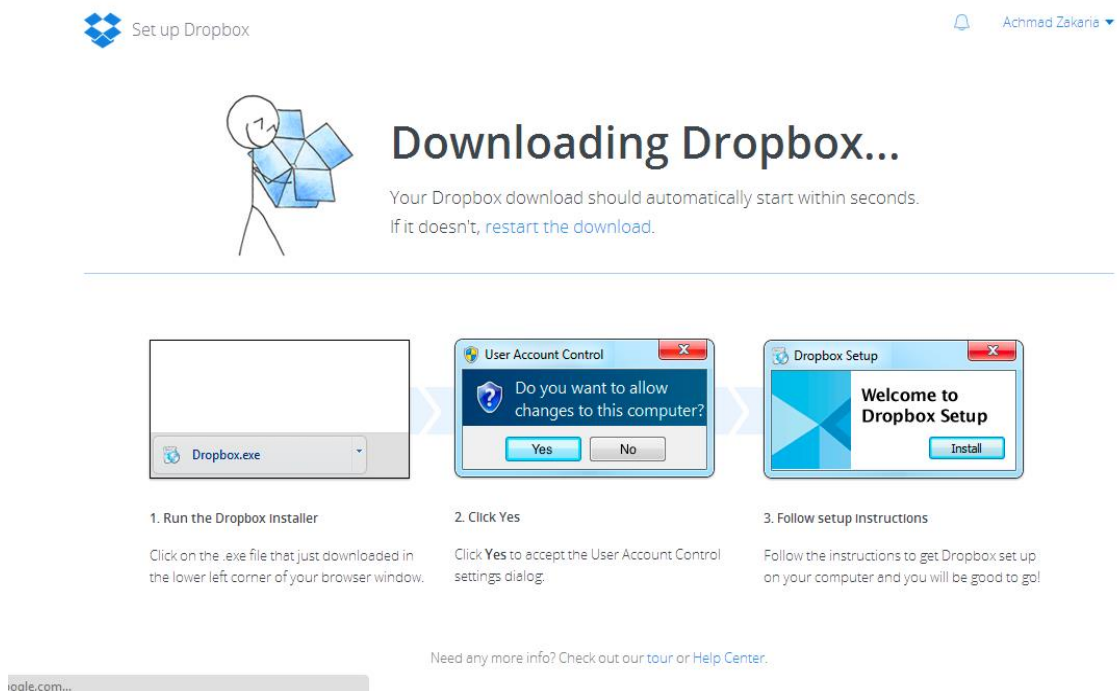 Set up Dropbox
Achmad Zakaria
Downloading Dropbox...
Your Dropbox download should automatically start within seconds.
If it doesn't, restart the download.
Dropbox.exe
User Account Control
Do you want to allow
changes to this computer?
Yes
No
Dropbox Setup
Welcome to
Dropbox Setup
Install
1. Run the Dropbox installer
Click on the .exe file that just downloaded in
the lower left corner of your browser window.
2. Click Yes
Click Yes to accept the User Account Control
settings dialog.
3. Follow setup instructions
Follow the instructions to get Dropbox set up
on your computer and you will be good to go!
Need any more info? Check out our tour or Help Center.
oogle.com...